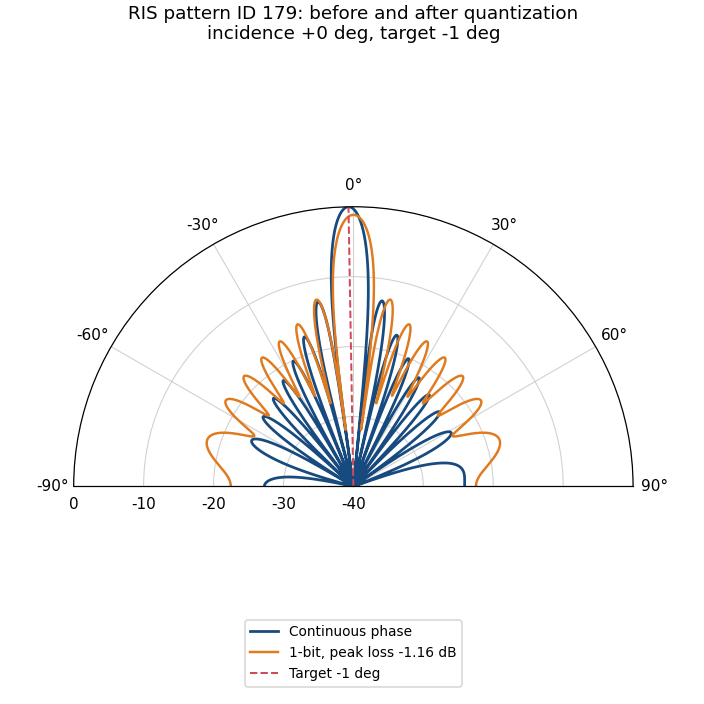 RIS pattern ID 179: before and after quantization
incidence +0 deg, target -1 deg
0°
-30°
30°
-60°
60°
-90°
90°
0
-10
-20
-30
-40
Continuous phase
1-bit, peak loss -1.16 dB
Target -1 deg